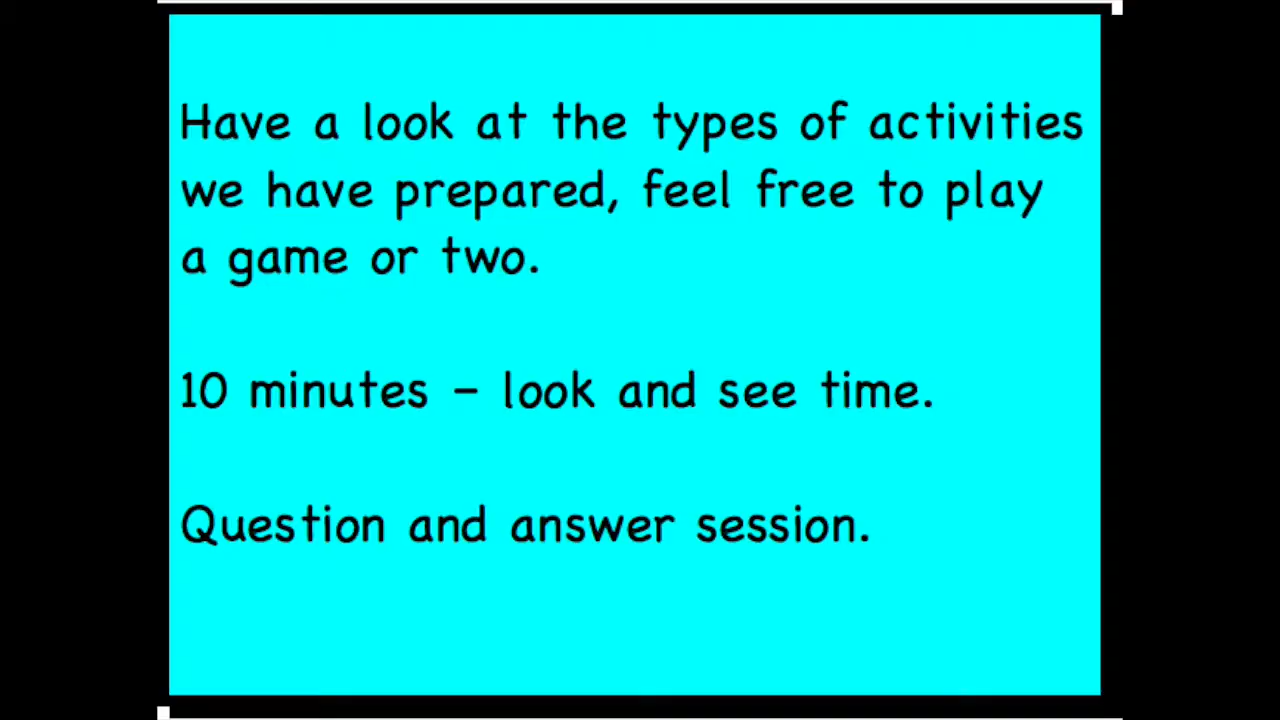 Have a look at the types of activities
we have prepared, feel free to play
a game or two.
10 minutes – look and see time.
Question and answer session.